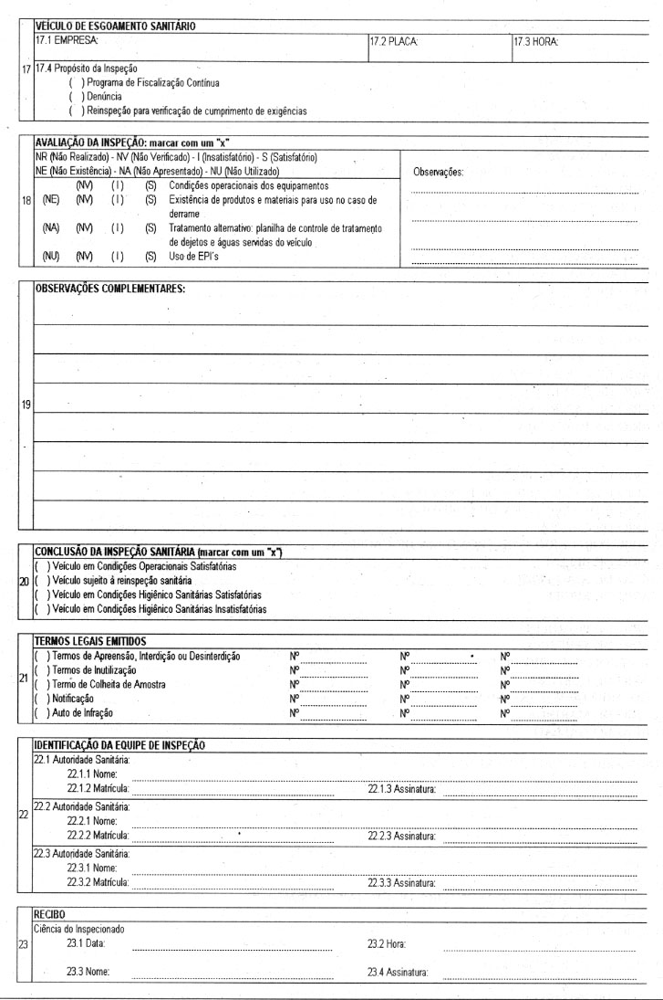 VEÍCULO DE ESGOAMENTO SANITÁRIO
17.1 EMPRESA: 17.2 PLACA: 17.3 HORA:
17 17.4 Propósito da Inspeção
( ) Programa de Fiscalização Contínua
( ) Denúncia
( ) Reinspeção para verificação de cumprimento de exigências
AVALIAÇÃO DA INSPEÇÃO: marcar com um "x"
NR (Não Realizado) - NV (Não Verificado) - I (Insatisfatório) - S (Satisfatório)
NE (Não Existência) - NA (Não Apresentado) - NU (Não Utilizado)
Observações:
(NV) ( I ) (S) Condições operacionais dos equipamentos
18 (NE) (NV) ( I ) (S) Existência de produtos e materiais para uso no caso de
derrame
(NA) (NV) ( I ) (S) Tratamento alternativo: planilha de controle de tratamento
de dejetos e águas servidas do veículo
(NU) (NV) ( I ) (S) Uso de EPI's
OBSERVAÇÕES COMPLEMENTARES:
19
CONCLUSÃO DA INSPEÇÃO SANITÁRIA (marcar com um "x")
( ) Veículo em Condições Operacionais Satisfatórias
20 ( ) Veículo sujeito á reinspeção sanitária
( ) Veículo em Condições Higiênico Sanitárias Satisfatórias
( ) Veículo em Condições Higiênico Sanitárias Insatisfatórias
TERMOS LEGAIS EMITIDOS
( ) Termos de Apreensão, Interdição ou Desinterdição Nº Nº Nº
( ) Termos de Inutilização Nº Nº Nº
21 ( ) Termo de Colheita de Amostra Nº Nº Nº
( ) Notificação Nº Nº Nº
( ) Auto de Infração Nº Nº Nº
IDENTIFICAÇÃO DA EQUIPE DE INSPEÇÃO
22.1 Autoridade Sanitária:
22.1.1 Nome:
22.1.2 Matrícula: 22.1.3 Assinatura:
22.2 Autoridade Sanitária:
22 22.2.1 Nome:
22.2.2 Matrícula: 22.2.3 Assinatura:
22.3 Autoridade Sanitária:
22.3.1 Nome:
22.3.2 Matrícula: 22.3.3 Assinatura:
RECIBO
Ciência do Inspecionado
23 23.1 Data: 23.2 Hora:
23.3 Nome: 23.4 Assinatura: